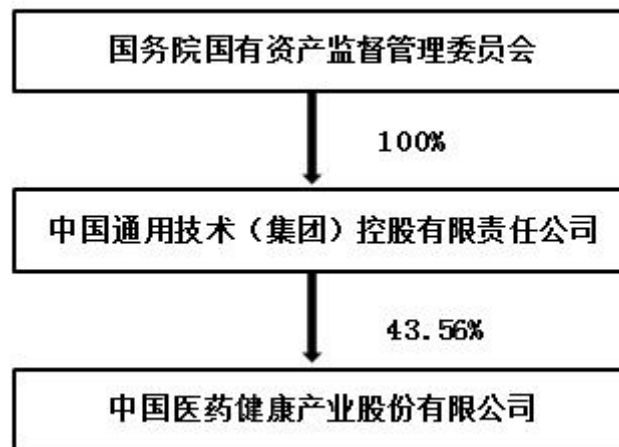 国务院国有资产监督管理委员会
100%
中国通用技术（集团）控股有限责任公司
43.56%
中国医药健康产业股份有限公司